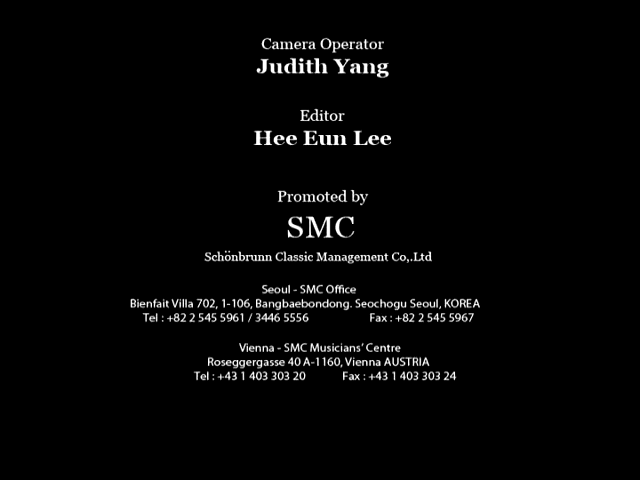 Camera Operator
Judith Yang
Editor
Hee Eun Lee
Promoted by
SMC
Schönbrunn Classic Management Co,.Ltd
Seoul - SMC Office
Bienfait Villa 702, 1-106, Bangbaebondong. Seochogu Seoul, KOREA
Tel : +82 2 545 5961 / 3446 5556 Fax : +82 2 545 5967
Vienna - SMC Musicians' Centre
Roseggergasse 40 A-1160, Vienna AUSTRIA
Tel : +43 1 403 303 20 Fax : +43 1 403 303 24